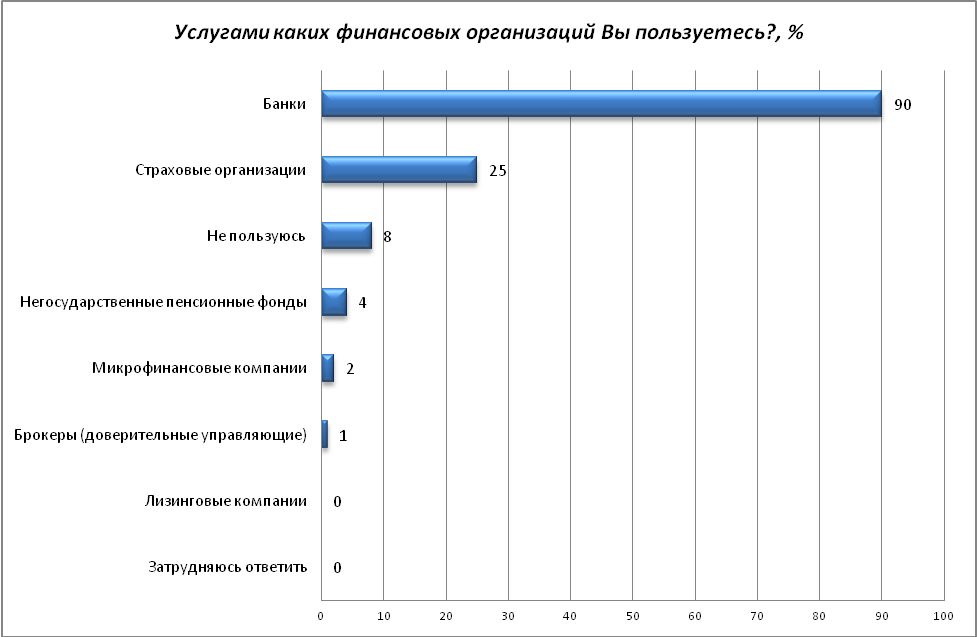 Услугами каких финансовых организаций Вы пользуетесь?, %
Банки 90
Страховые организации 25
Не пользуюсь 8
Негосударственные пенсионные фонды 4
Микрофинансовые компании 2
Брокеры (доверительные управляющие) 1
Лизинговые компании 0
Затрудняюсь ответить 0
0 10 20 30 40 50 60 70 80 90 100